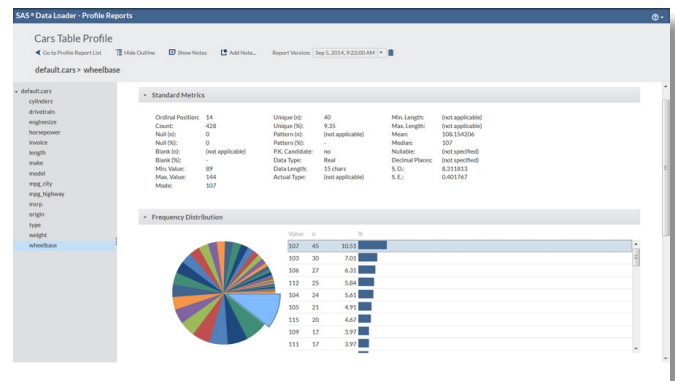 SAS® Data Loader - Profile Reports
Cars Table Profile
Go to Profile Report List Hide Outline Show Notes Add Note... Report Version: Sep 5, 2014, 9:22:00 AM
default.cars > wheelbase
default.cars
cylinders
drivetrain
enginesize
horsepower
invoice
length
make
model
mpg_city
mpg_highway
msrp
origin
type
weight
wheelbase
Standard Metrics
Ordinal Position: 14 Unique (n): 40 Min. Length: (not applicable)
Count: 428 Unique (%): 9.35 Max. Length: (not applicable)
Null (n): 0 Pattern (n): (not applicable) Mean: 108.154206
Null (%): 0 Pattern (%): - Median: 107
Blank (n): (not applicable) P.K. Candidate: no Nullable: (not specified)
Blank (%): - Data Type: Real Decimal Places: (not specified)
Min. Value: 89 Data Length: 15 chars S. D.: 8.311813
Max. Value: 144 Actual Type: (not applicable) S. E.: 0.401767
Mode: 107
Frequency Distribution
Value n %
107 45 10.51
103 30 7.01
106 27 6.31
112 25 5.84
104 24 5.61
105 21 4.91
115 20 4.67
109 17 3.97
111 17 3.97